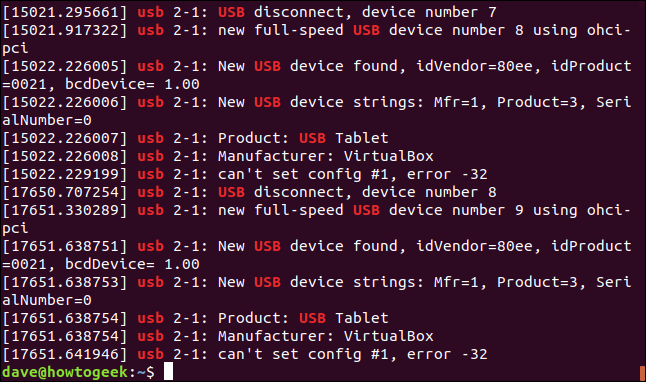 [15021.295661] usb 2-1: USB disconnect, device number 7
[15021.917322] usb 2-1: new full-speed USB device number 8 using ohci-
pci
[15022.226005] usb 2-1: New USB device found, idVendor=80ee, idProduct
=0021, bcdDevice= 1.00
[15022.226006] usb 2-1: New USB device strings: Mfr=1, Product=3, Seri
alNumber=0
[15022.226007] usb 2-1: Product: USB Tablet
[15022.226008] usb 2-1: Manufacturer: VirtualBox
[15022.229199] usb 2-1: can't set config #1, error -32
[17650.707254] usb 2-1: USB disconnect, device number 8
[17651.330289] usb 2-1: new full-speed USB device number 9 using ohci-
pci
[17651.638751] usb 2-1: New USB device found, idVendor=80ee, idProduct
=0021, bcdDevice= 1.00
[17651.638753] usb 2-1: New USB device strings: Mfr=1, Product=3, Seri
alNumber=0
[17651.638754] usb 2-1: Product: USB Tablet
[17651.638754] usb 2-1: Manufacturer: VirtualBox
[17651.641946] usb 2-1: can't set config #1, error -32
dave@howtogeek:~$